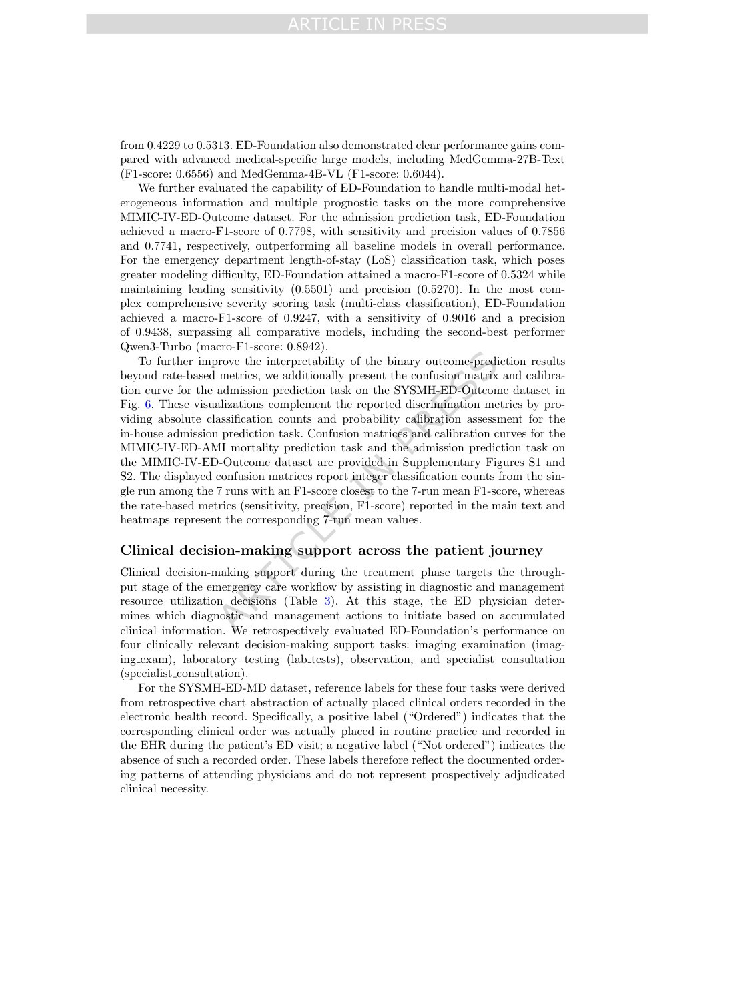 ARTICLE IN PRESS
from 0.4229 to 0.5313. ED-Foundation also demonstrated clear performance gains com-
pared with advanced medical-specific large models, including MedGemma-27B-Text
(F1-score: 0.6556) and MedGemma-4B-VL (F1-score: 0.6044).
We further evaluated the capability of ED-Foundation to handle multi-modal het-
erogeneous information and multiple prognostic tasks on the more comprehensive
MIMIC-IV-ED-Outcome dataset. For the admission prediction task, ED-Foundation
achieved a macro-F1-score of 0.7798, with sensitivity and precision values of 0.7856
and 0.7741, respectively, outperforming all baseline models in overall performance.
For the emergency department length-of-stay (LoS) classification task, which poses
greater modeling difficulty, ED-Foundation attained a macro-F1-score of 0.5324 while
maintaining leading sensitivity (0.5501) and precision (0.5270). In the most com-
plex comprehensive severity scoring task (multi-class classification), ED-Foundation
achieved a macro-F1-score of 0.9247, with a sensitivity of 0.9016 and a precision
of 0.9438, surpassing all comparative models, including the second-best performer
Qwen3-Turbo (macro-F1-score: 0.8942).
To further improve the interpretability of the binary outcome-prediction results
beyond rate-based metrics, we additionally present the confusion matrix and calibra-
tion curve for the admission prediction task on the SYSMH-ED-Outcome dataset in
Fig. 6. These visualizations complement the reported discrimination metrics by pro-
viding absolute classification counts and probability calibration assessment for the
in-house admission prediction task. Confusion matrices and calibration curves for the
MIMIC-IV-ED-AMI mortality prediction task and the admission prediction task on
the MIMIC-IV-ED-Outcome dataset are provided in Supplementary Figures S1 and
S2. The displayed confusion matrices report integer classification counts from the sin-
gle run among the 7 runs with an F1-score closest to the 7-run mean F1-score, whereas
the rate-based metrics (sensitivity, precision, F1-score) reported in the main text and
heatmaps represent the corresponding 7-run mean values.
Clinical decision-making support across the patient journey
Clinical decision-making support during the treatment phase targets the through-
put stage of the emergency care workflow by assisting in diagnostic and management
resource utilization decisions (Table 3). At this stage, the ED physician deter-
mines which diagnostic and management actions to initiate based on accumulated
clinical information. We retrospectively evaluated ED-Foundation's performance on
four clinically relevant decision-making support tasks: imaging examination (imag-
ing_exam), laboratory testing (lab_tests), observation, and specialist consultation
(specialist_consultation).
For the SYSMH-ED-MD dataset, reference labels for these four tasks were derived
from retrospective chart abstraction of actually placed clinical orders recorded in the
electronic health record. Specifically, a positive label (“Ordered”) indicates that the
corresponding clinical order was actually placed in routine practice and recorded in
the EHR during the patient's ED visit; a negative label (“Not ordered”) indicates the
absence of such a recorded order. These labels therefore reflect the documented order-
ing patterns of attending physicians and do not represent prospectively adjudicated
clinical necessity.
ARTICLE IN PRESS